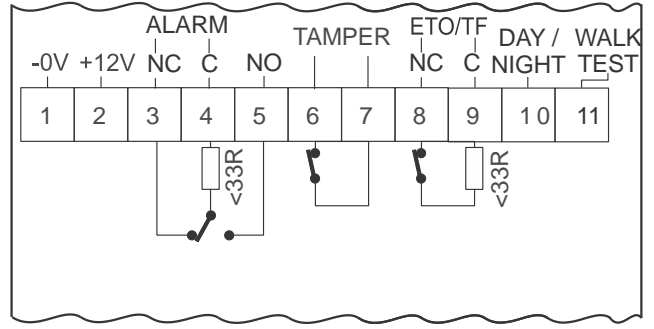 ALARM TAMPER ETO/TF DAY / WALK
-0V +12V NC C NO NC C NIGHT TEST
1 2 3 4 5 6 7 8 9 10 11
<33R <33R